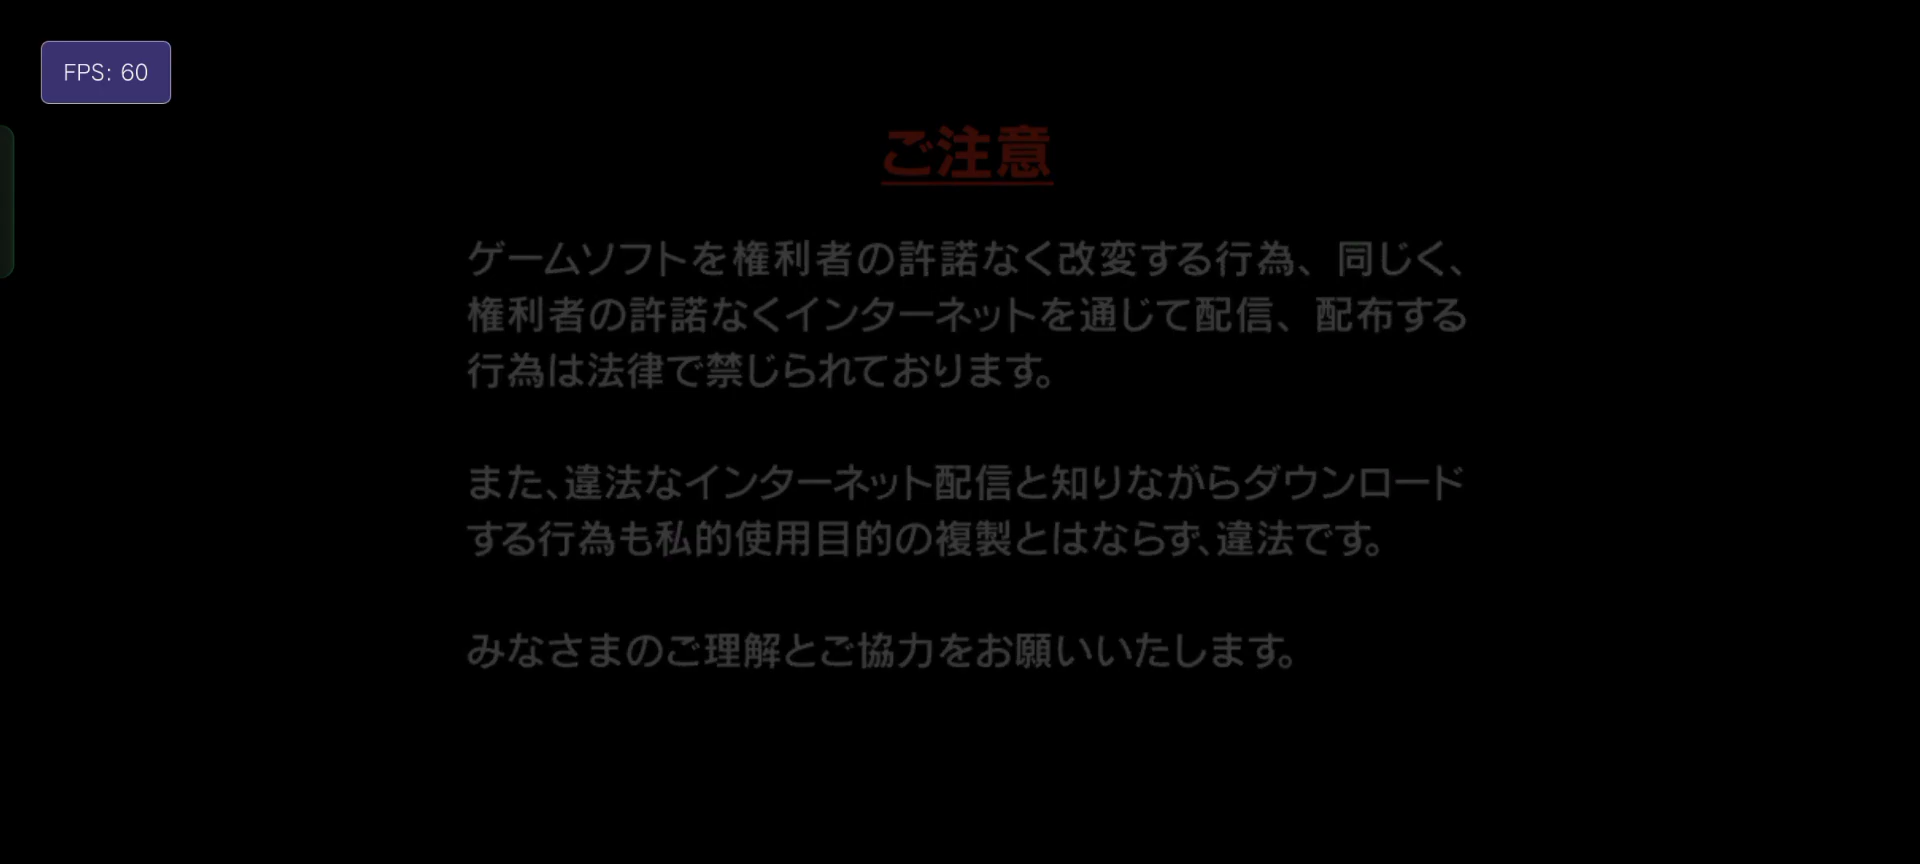 FPS: 60
ご注意
ゲームソフトを権利者の許諾なく改変する行為、同じく、
権利者の許諾なくインターネットを通じて配信、配布する
行為は法律で禁じられております。
また、違法なインターネット配信と知りながらダウンロード
する行為も私的使用目的の複製とはならず、違法です。
みなさまのご理解とご協力をお願いいたします。